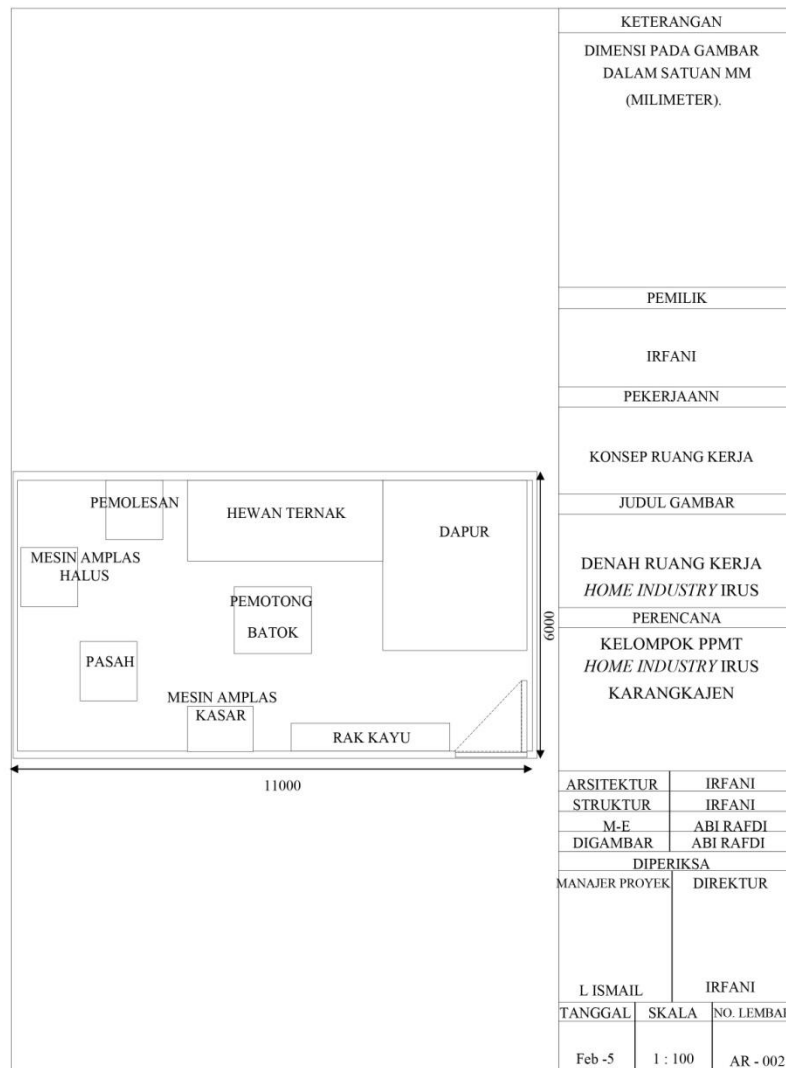 PEMOLESAN
HEWAN TERNAK
DAPUR
MESIN AMPLAS
HALUS
PEMOTONG
BATOK
PASAH
MESIN AMPLAS
KASAR
RAK KAYU
6000
11000
KETERANGAN
DIMENSI PADA GAMBAR
DALAM SATUAN MM
(MILIMETER).
PEMILIK
IRFANI
PEKERJAANN
KONSEP RUANG KERJA
JUDUL GAMBAR
DENAH RUANG KERJA
HOME INDUSTRY IRUS
PERENCANA
KELOMPOK PPMT
HOME INDUSTRY IRUS
KARANGKAJEN
ARSITEKTUR IRFANI
STRUKTUR IRFANI
M-E ABI RAFDI
DIGAMBAR ABI RAFDI
DIPERIKSA
MANAJER PROYEK DIREKTUR
L ISMAIL IRFANI
TANGGAL SKALA NO. LEMBAR
Feb -5 1 : 100 AR - 002